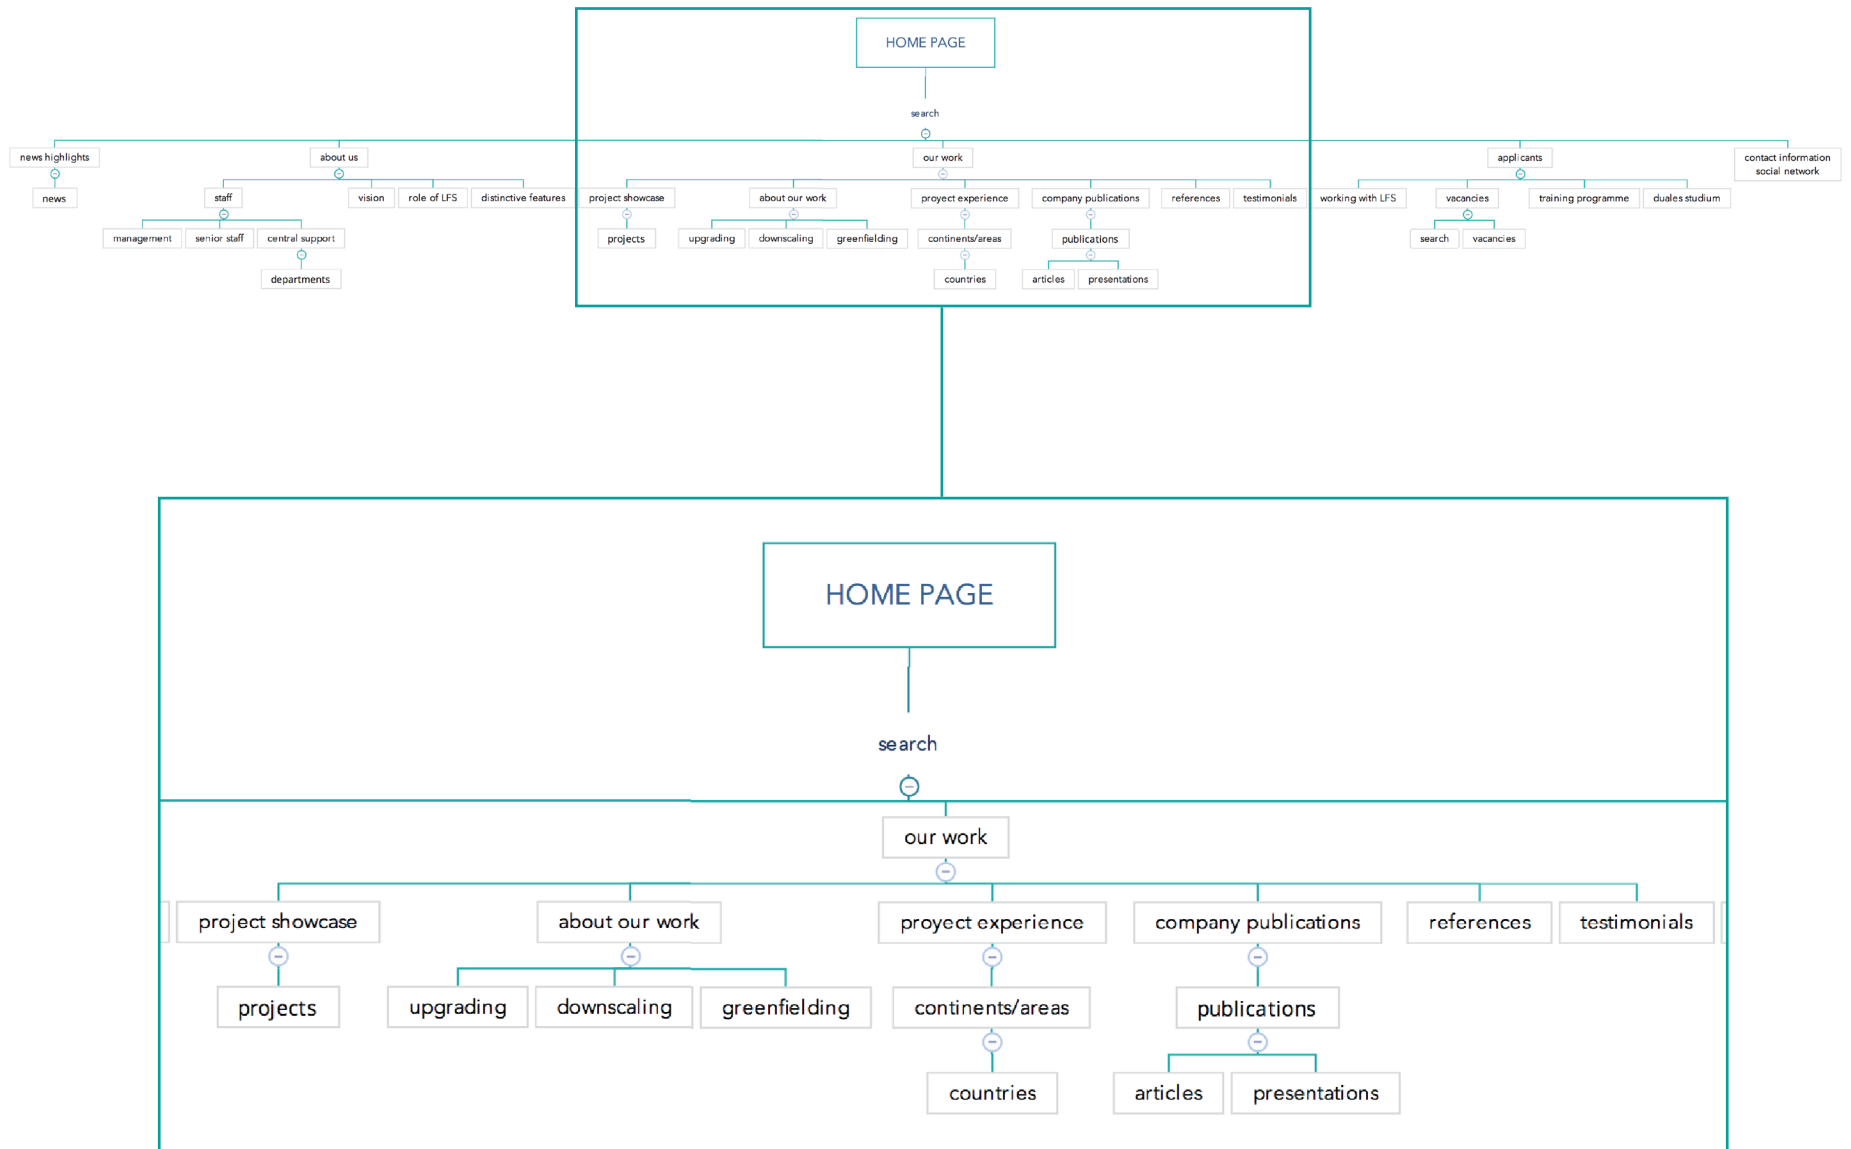 HOME PAGE
search
news highlights
about us
our work
applicants
contact information
social network
news
staff
vision
role of LFS
distinctive features
project showcase
about our work
proyect experience
company publications
references
testimonials
working with LFS
vacancies
training programme
duales studium
management
senior staff
central support
projects
upgrading
downscaling
greenfielding
continents/areas
publications
search
vacancies
departments
countries
articles
presentations
HOME PAGE
search
our work
project showcase
about our work
proyect experience
company publications
references
testimonials
projects
upgrading
downscaling
greenfielding
continents/areas
publications
countries
articles
presentations